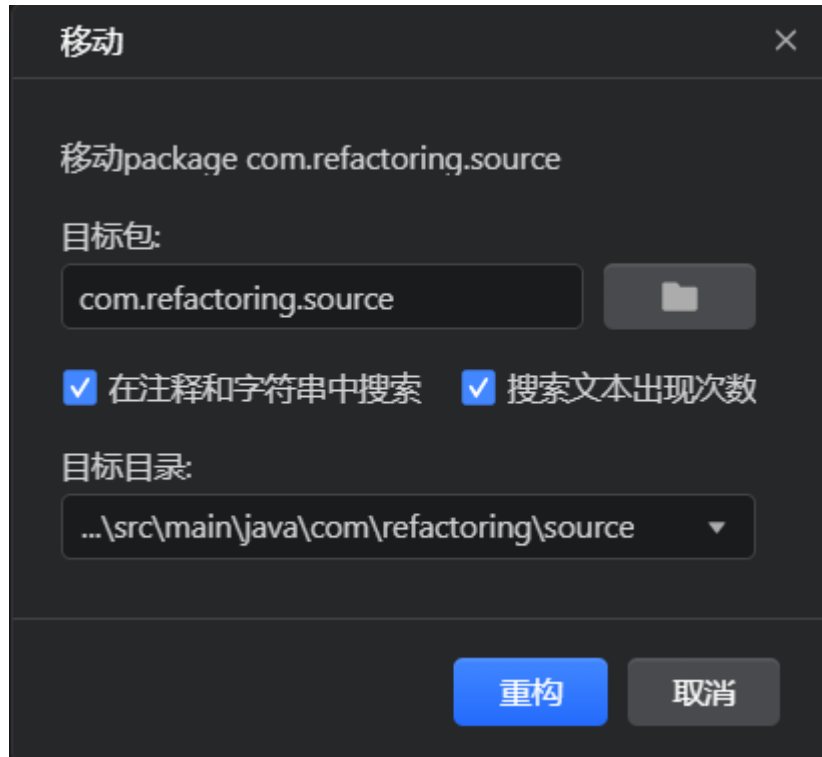 移动
移动package com.refactoring.source
目标包:
com.refactoring.source
在注释和字符串中搜索 搜索文本出现次数
目标目录:
...\src\main\java\com\refactoring\source
重构 取消